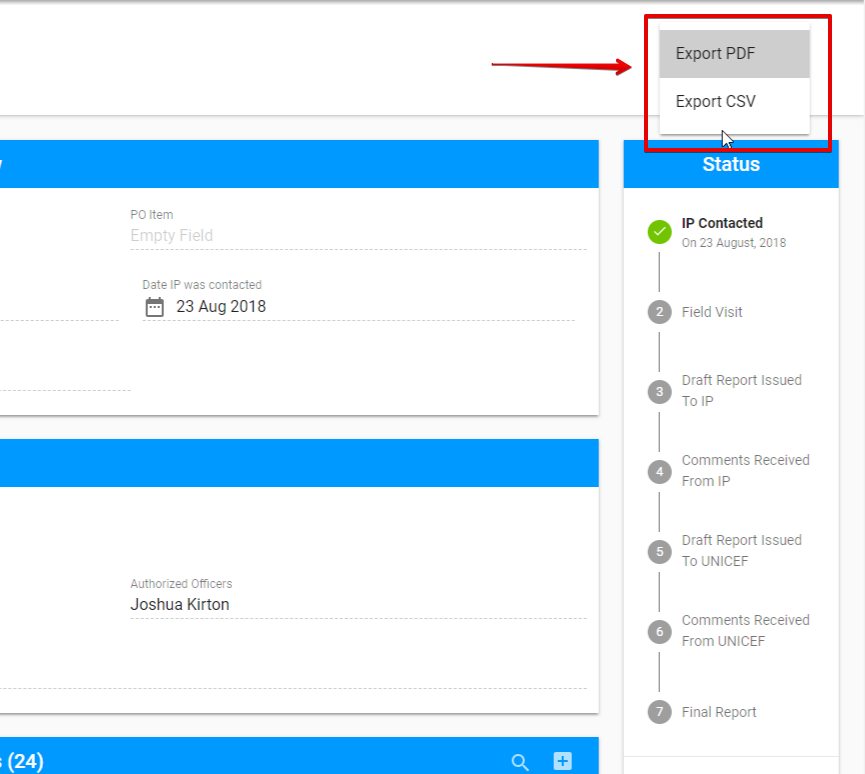 Export PDF
Export CSV
Status
PO Item
Empty Field
Date IP was contacted
23 Aug 2018
Authorized Officers
Joshua Kirton
(24)
IP Contacted
On 23 August, 2018
2 Field Visit
3 Draft Report Issued
To IP
4 Comments Received
From IP
5 Draft Report Issued
To UNICEF
6 Comments Received
From UNICEF
7 Final Report